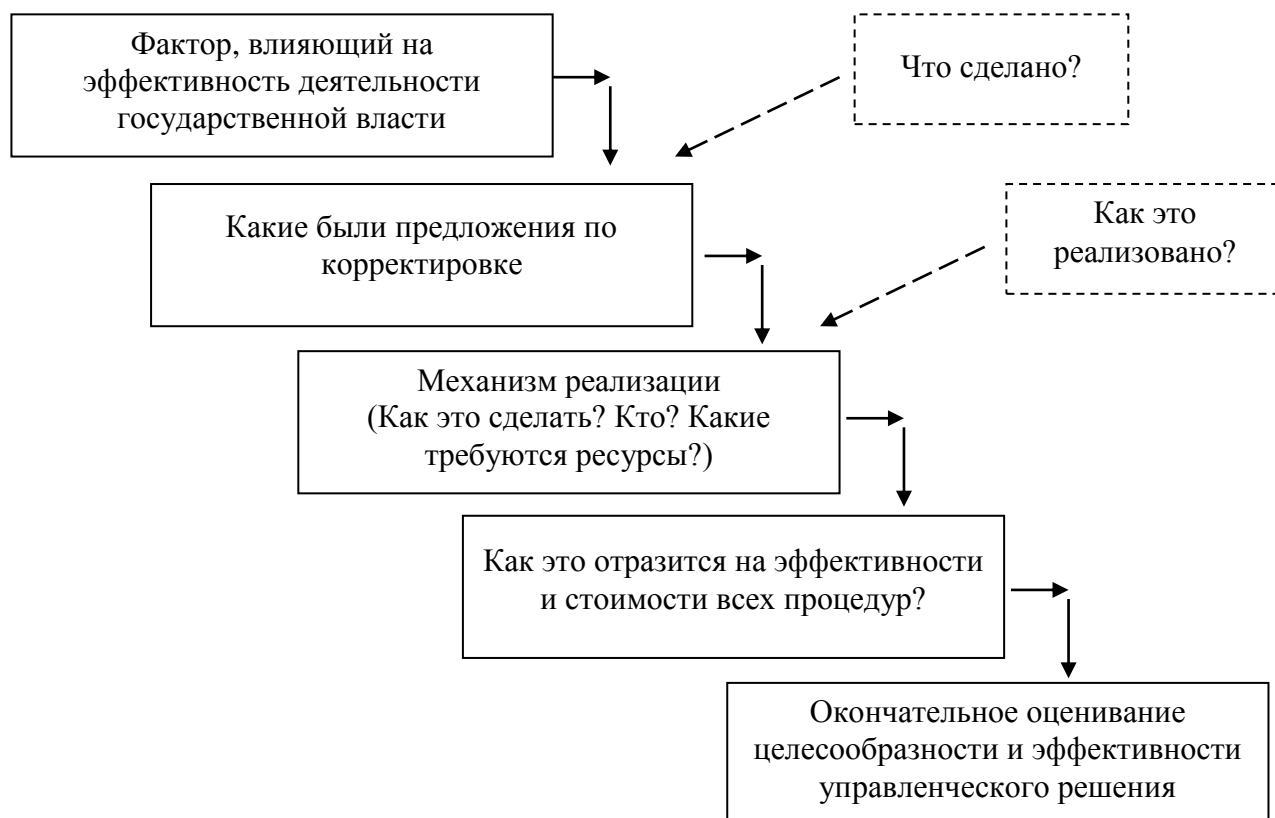 Фактор, влияющий на
эффективность деятельности
государственной власти
Что сделано?
Какие были предложения по
корректировке
Как это
реализовано?
Механизм реализации
(Как это сделать? Кто? Какие
требуются ресурсы?)
Как это отразится на эффективности
и стоимости всех процедур?
Окончательное оценивание
целесообразности и эффективности
управленческого решения